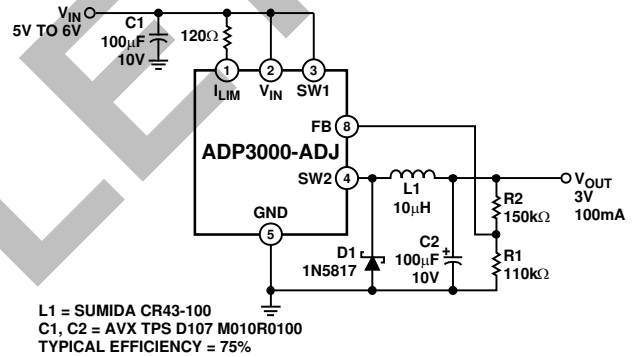 VIN
5V TO 6V
C1
100μF
10V
120Ω
1
2
3
ILIM
VIN
SW1
FB
8
ADP3000-ADJ
SW2
4
GND
5
L1
10μH
VOUT
3V
100mA
R2
150kΩ
D1
1N5817
C2
+
100μF
10V
R1
110kΩ
L1 = SUMIDA CR43-100
C1, C2 = AVX TPS D107 M010R0100
TYPICAL EFFICIENCY = 75%